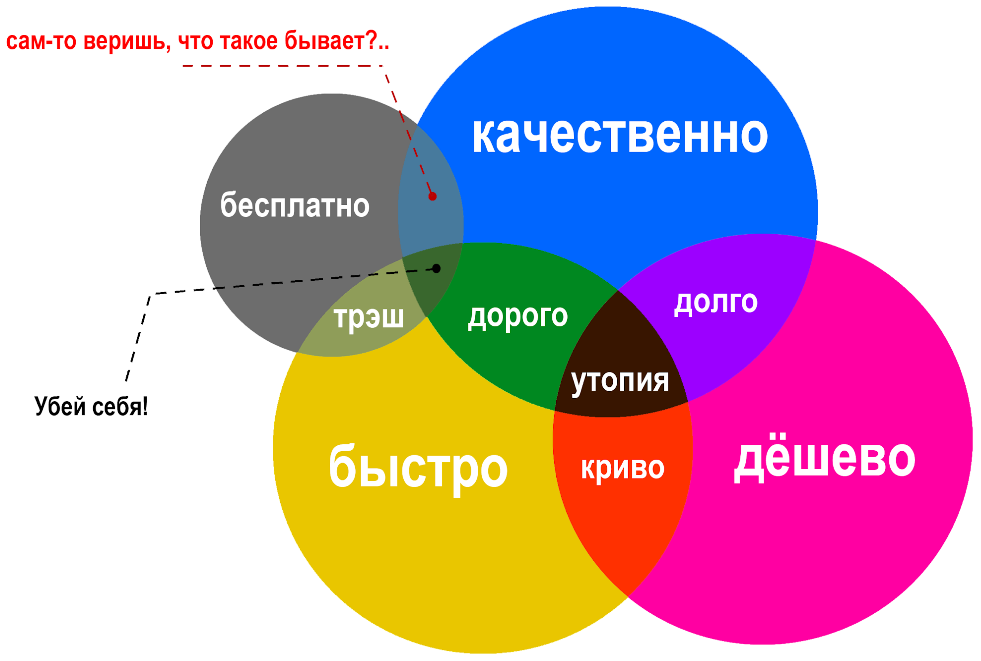 сам-то веришь, что такое бывает?..
качественно
бесплатно
долго
дорого
трэш
утопия
Убей себя!
дёшево
быстро
криво